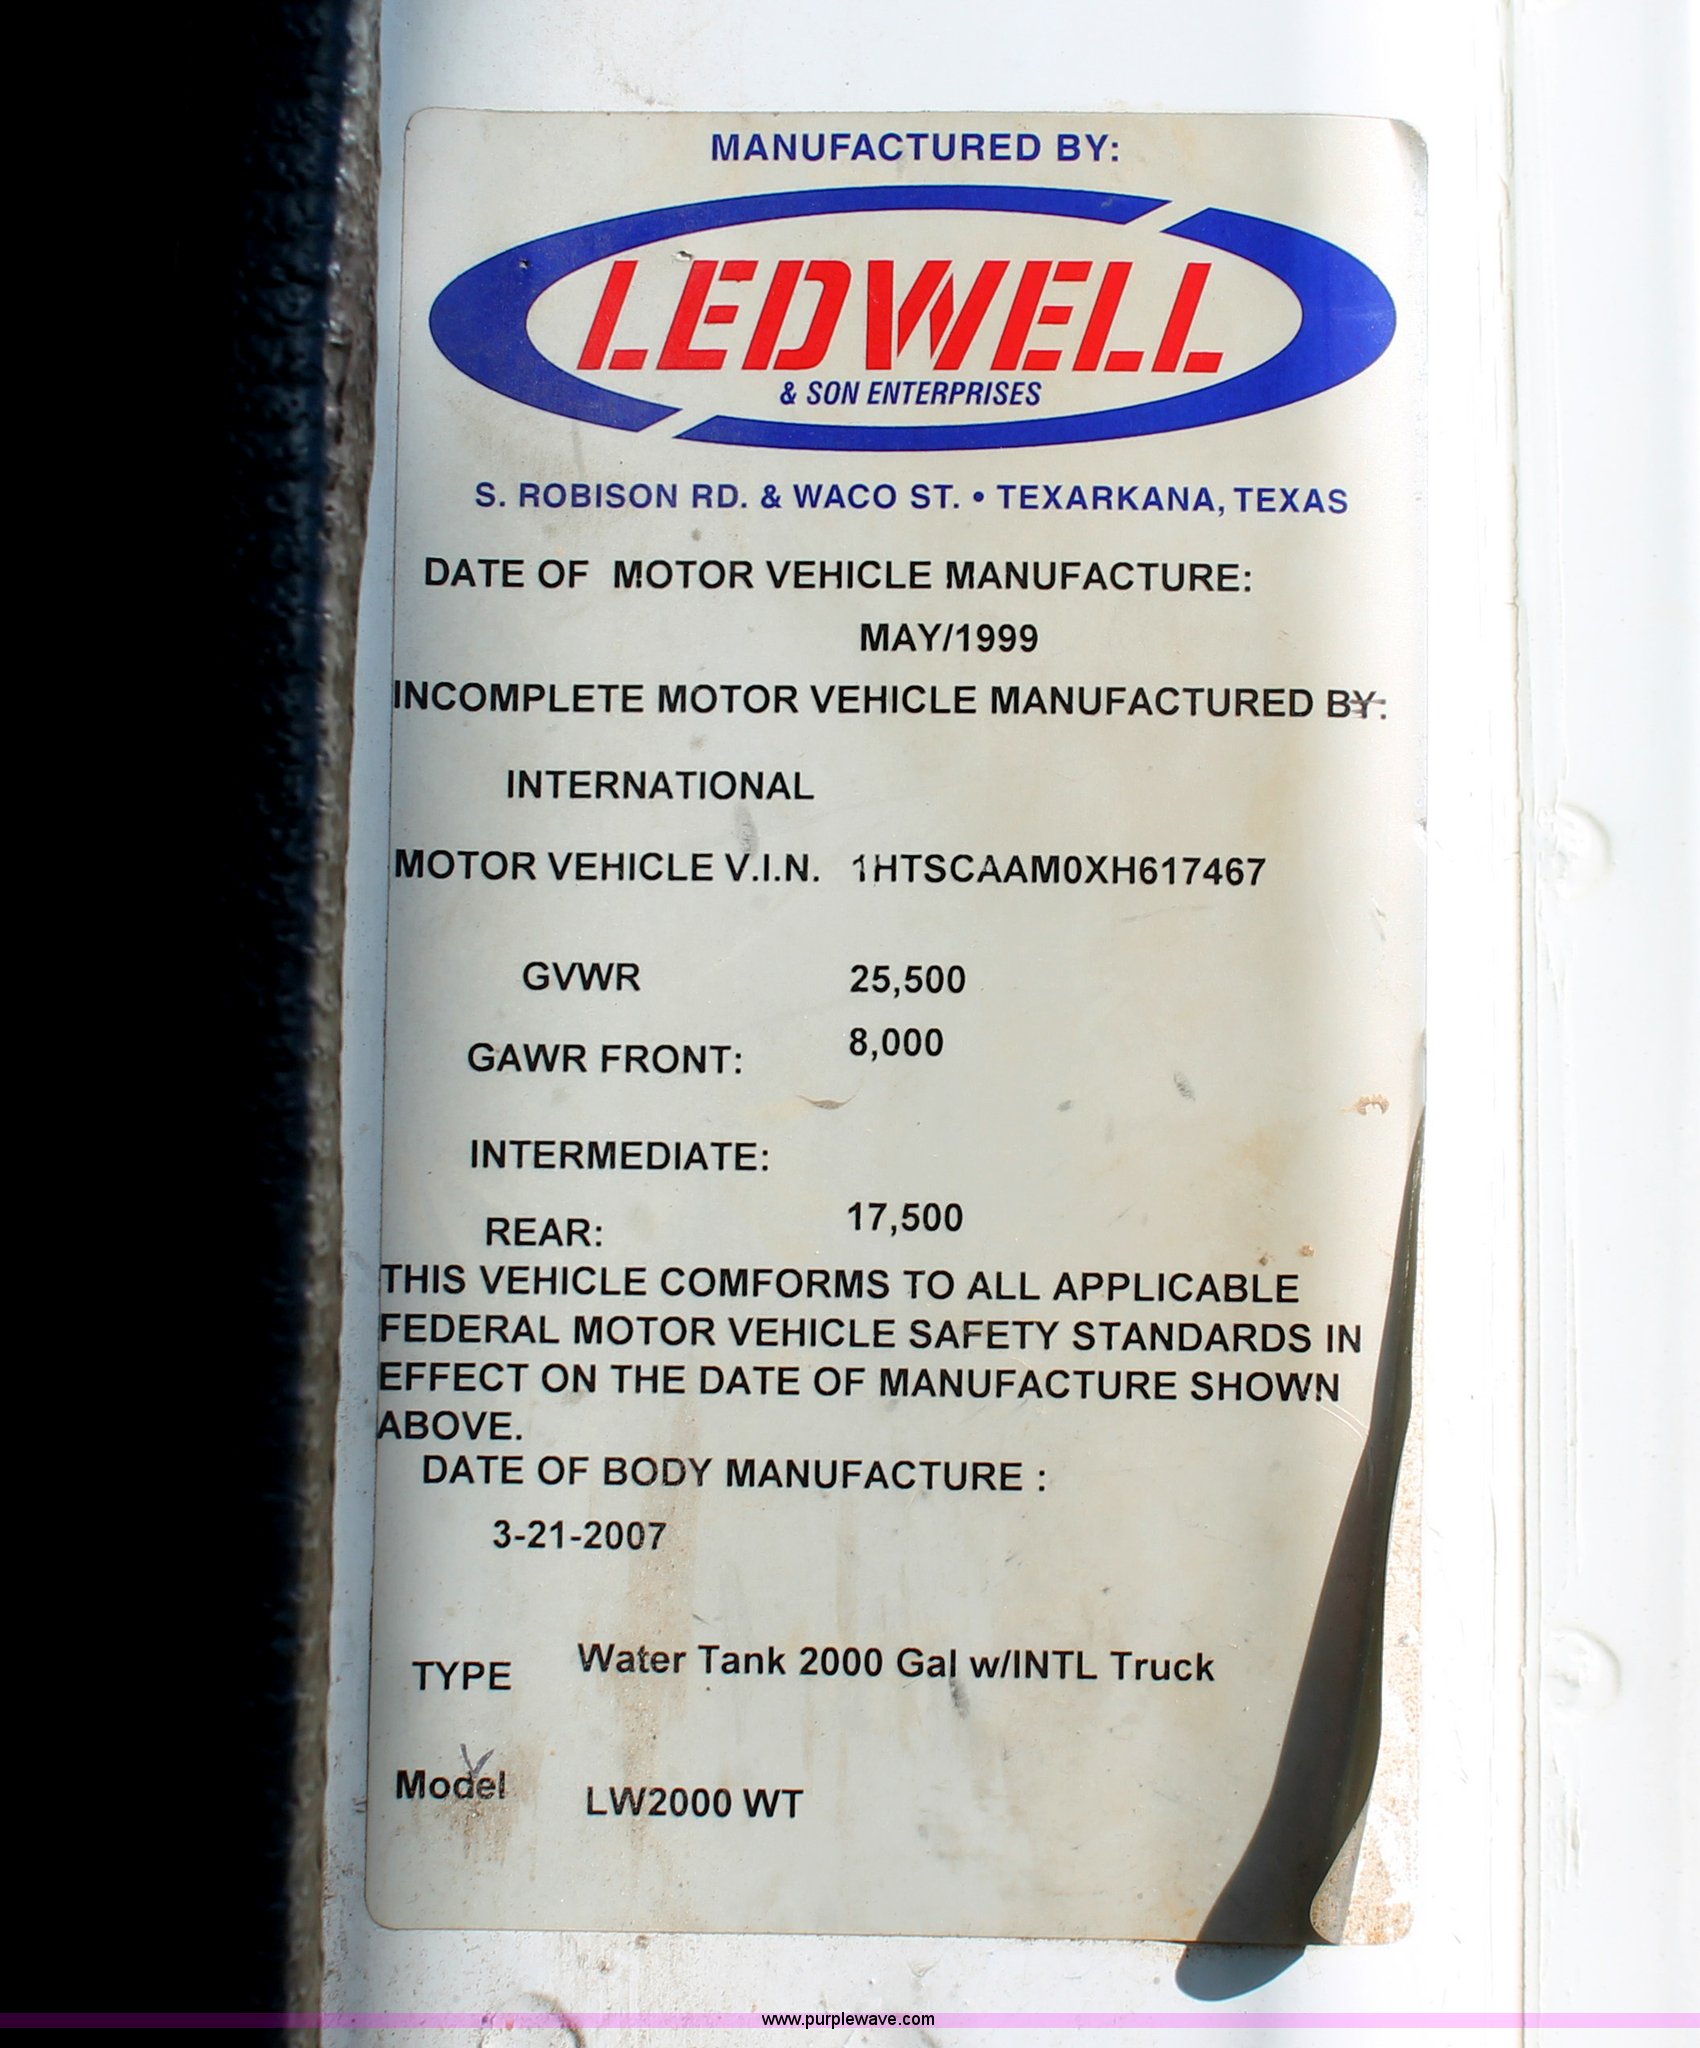 MANUFACTURED BY:
LEDWELL
& SON ENTERPRISES
S. ROBISON RD. & WACO ST. • TEXARKANA, TEXAS
DATE OF MOTOR VEHICLE MANUFACTURE:
MAY/1999
INCOMPLETE MOTOR VEHICLE MANUFACTURED BY:
INTERNATIONAL
MOTOR VEHICLE V.I.N. 1HTSCAAM0XH617467
GVWR 25,500
GAWR FRONT: 8,000
INTERMEDIATE:
REAR: 17,500
THIS VEHICLE COMFORMS TO ALL APPLICABLE
FEDERAL MOTOR VEHICLE SAFETY STANDARDS IN
EFFECT ON THE DATE OF MANUFACTURE SHOWN
ABOVE.
DATE OF BODY MANUFACTURE :
3-21-2007
TYPE Water Tank 2000 Gal w/INTL Truck
Model LW2000 WT
www.purplewave.com